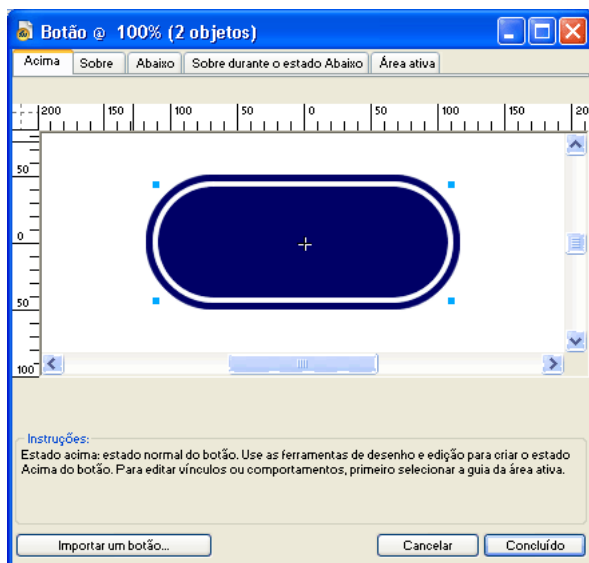 Botão @ 100% (2 objetos)
Acima Sobre Abaixo Sobre durante o estado Abaixo Área ativa
200 150 100 50 0 50 100 150 20
50
0
50
100
Instruções:
Estado acima: estado normal do botão. Use as ferramentas de desenho e edição para criar o estado
Acima do botão. Para editar vínculos ou comportamentos, primeiro selecionar a guia da área ativa.
Importar um botão... Cancelar Concluído